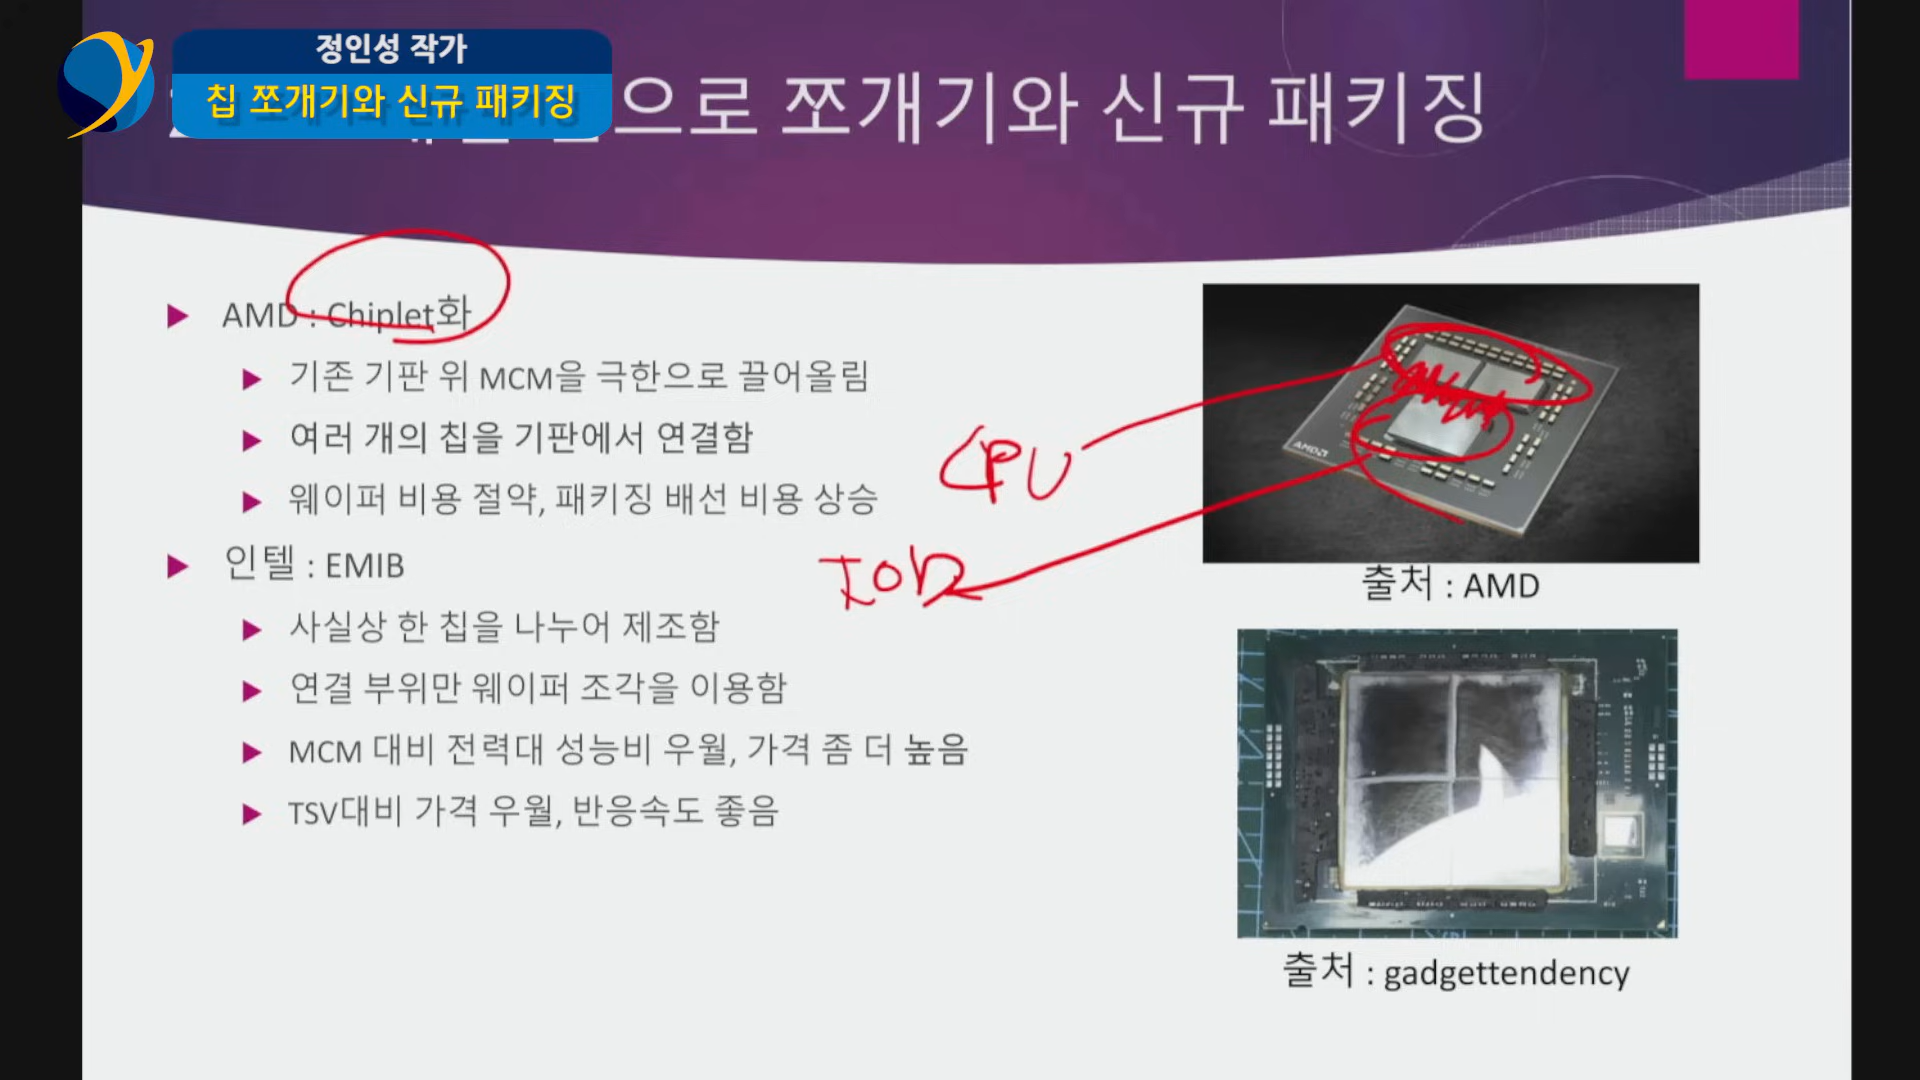 정인성 작가
칩 쪼개기와 신규 패키징
으로 쪼개기와 신규 패키징
AMD : Chiplet화
기존 기판 위 MCM을 극한으로 끌어올림
여러 개의 칩을 기판에서 연결함
웨이퍼 비용 절약, 패키징 배선 비용 상승
인텔 : EMIB
사실상 한 칩을 나누어 제조함
연결 부위만 웨이퍼 조각을 이용함
MCM 대비 전력대 성능비 우월, 가격 좀 더 높음
TSV대비 가격 우월, 반응속도 좋음
CPU
IOD
AMD
출처 : AMD
출처 : gadgettendency